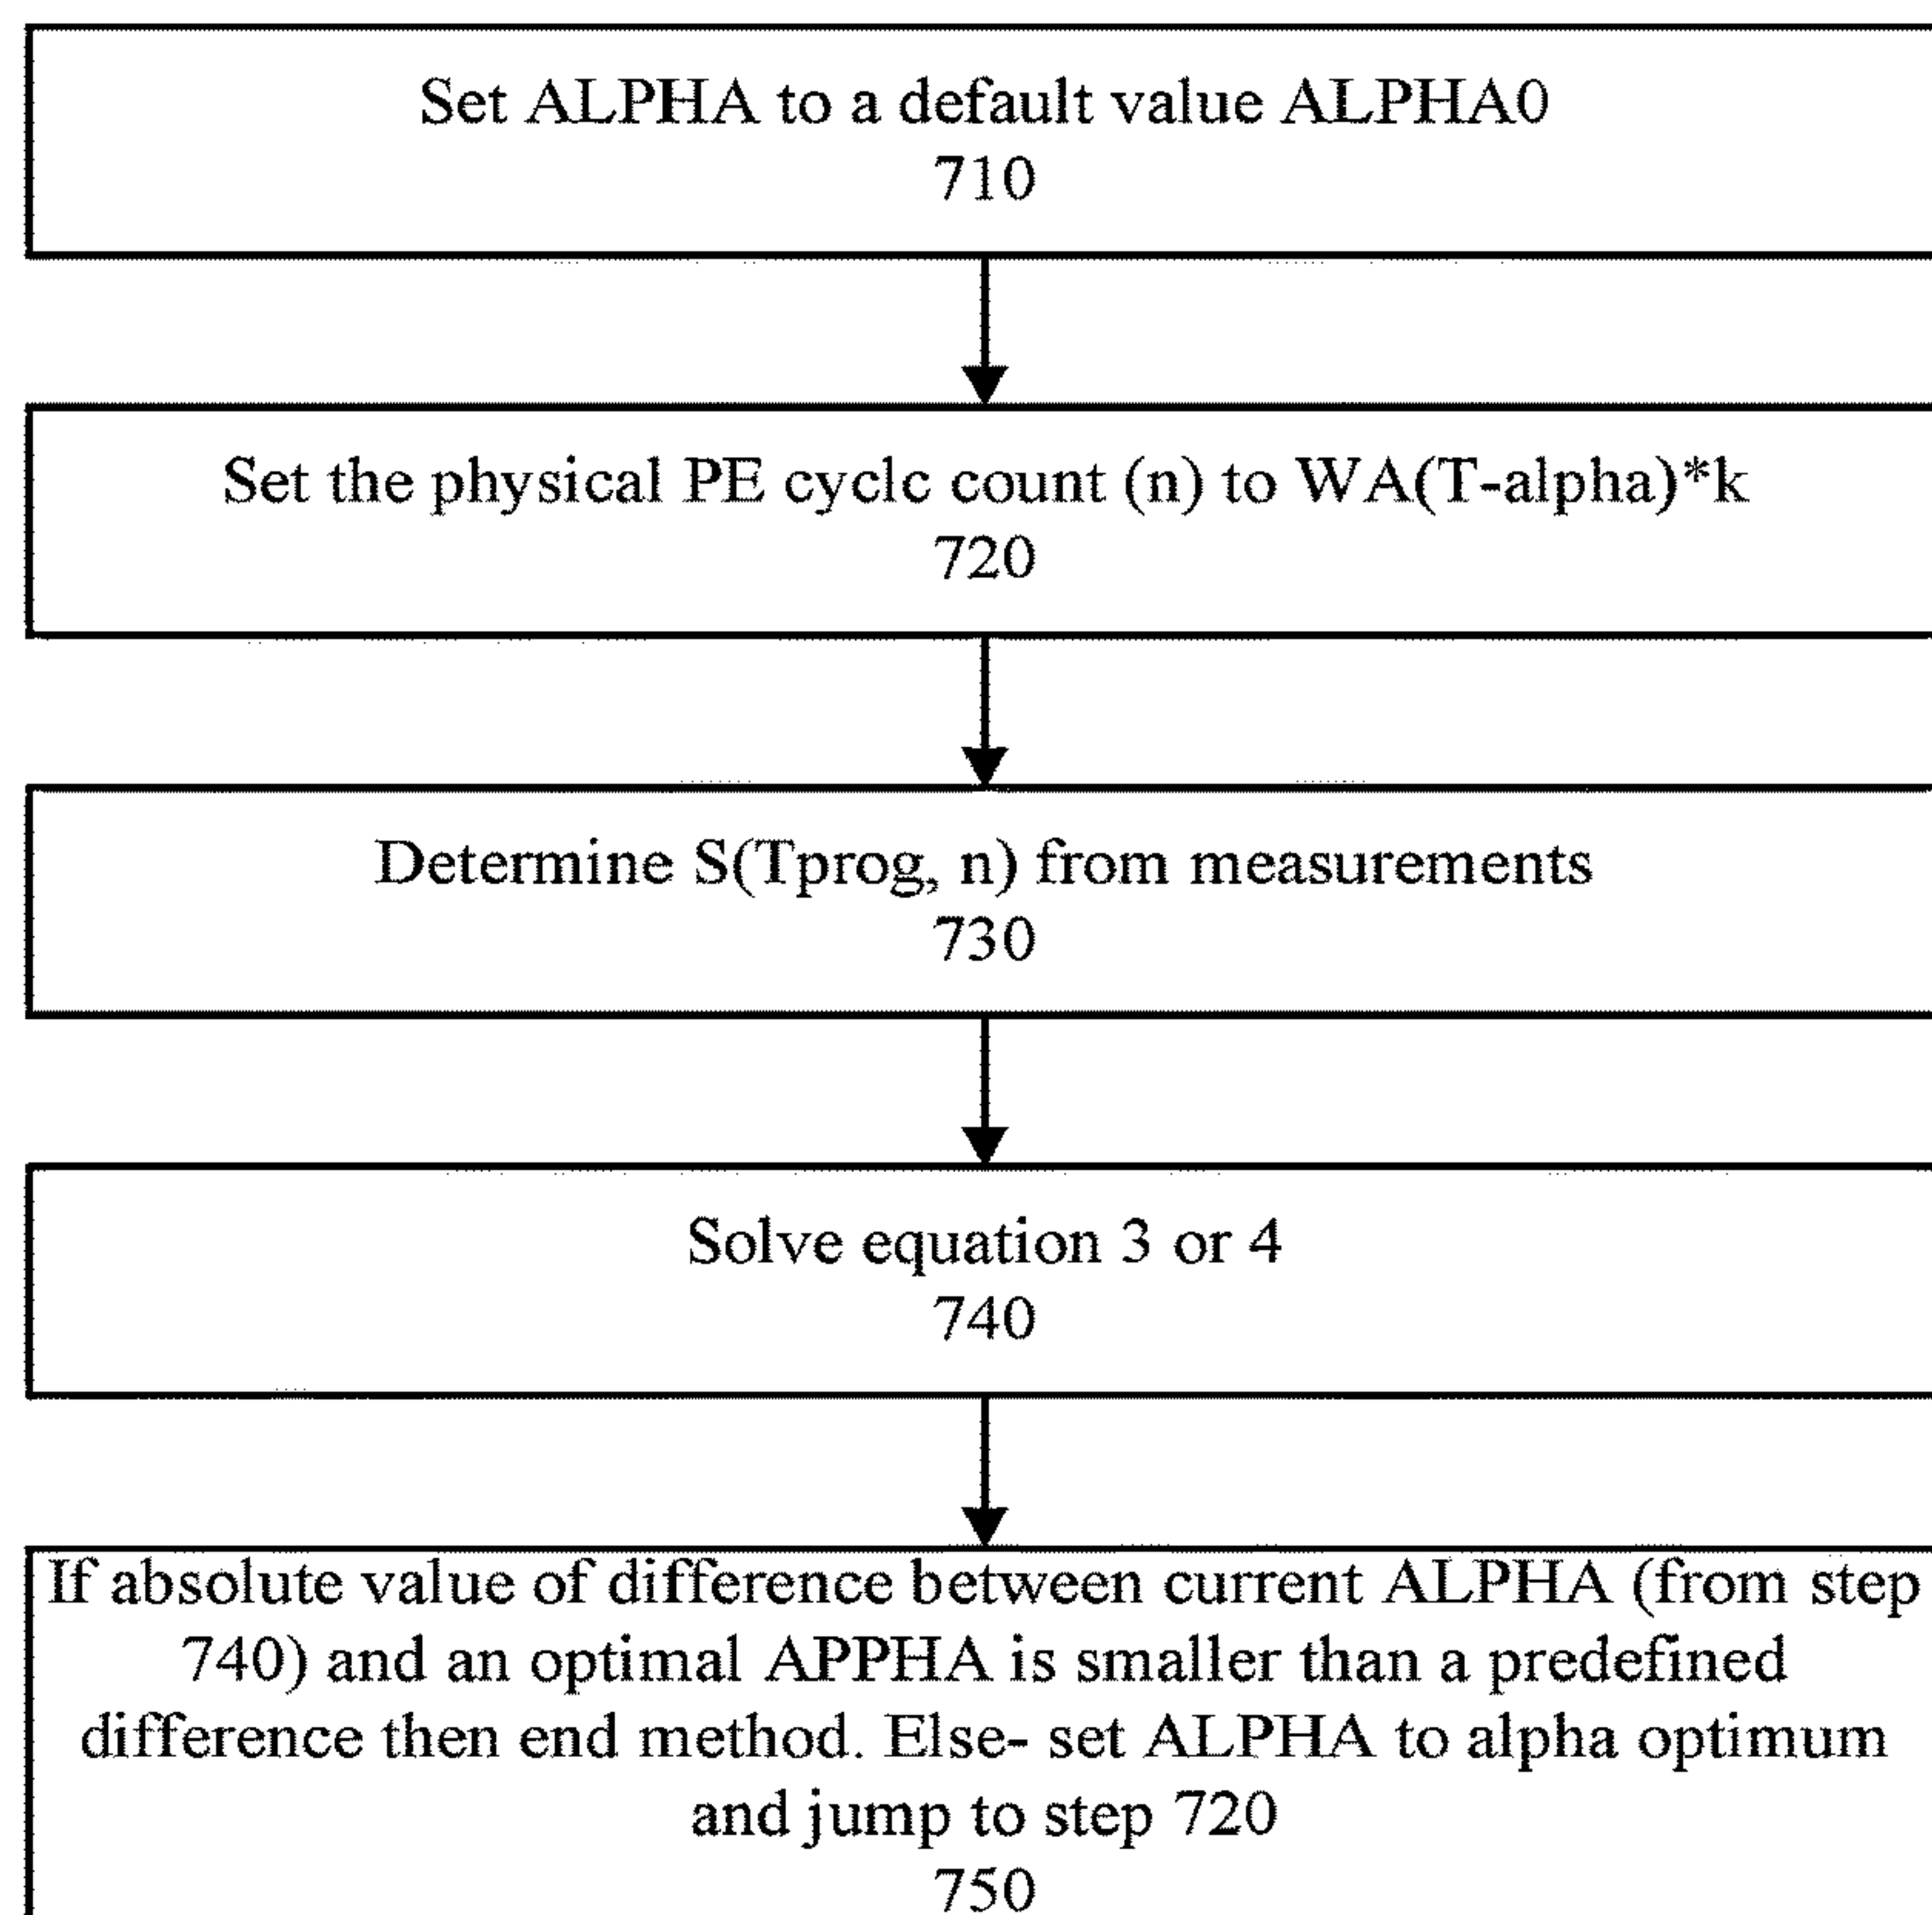 Set ALPHA to a default value ALPHA0
710
Set the physical PE cyclc count (n) to WA(T-alpha)*k
720
Determine S(Tprog, n) from measurements
730
Solve equation 3 or 4
740
If absolute value of difference between current ALPHA (from step
740) and an optimal APPHA is smaller than a predefined
difference then end method. Else- set ALPHA to alpha optimum
and jump to step 720
750